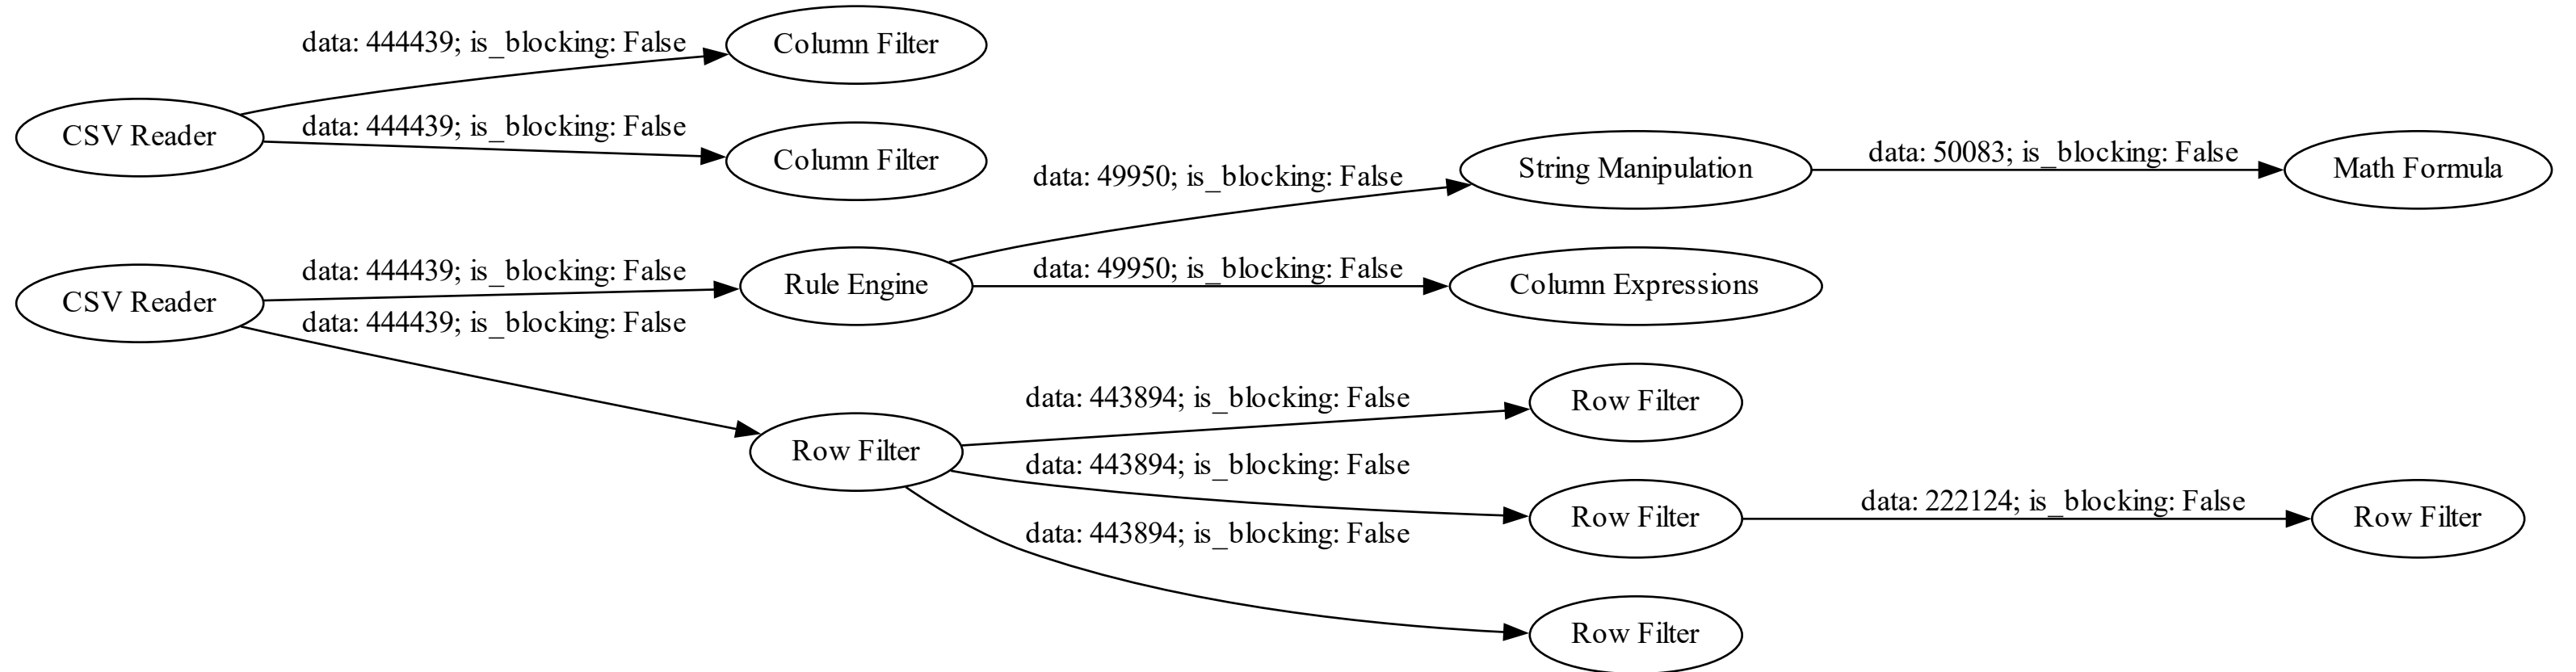 data: 444439; is_blocking: False
Column Filter
CSV Reader
data: 444439; is_blocking: False
Column Filter
data: 49950; is_blocking: False
String Manipulation
data: 50083; is_blocking: False
Math Formula
CSV Reader
data: 444439; is_blocking: False
Rule Engine
data: 49950; is_blocking: False
Column Expressions
data: 444439; is_blocking: False
Row Filter
data: 443894; is_blocking: False
Row Filter
data: 443894; is_blocking: False
Row Filter
data: 222124; is_blocking: False
Row Filter
data: 443894; is_blocking: False
Row Filter